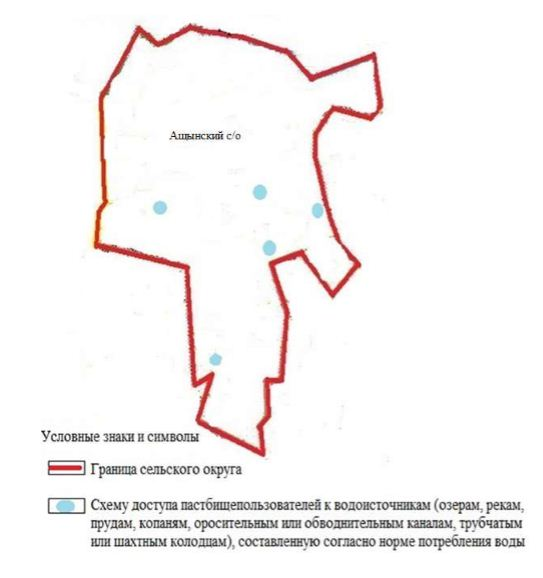 Ащынский с/о
Условные знаки и символы
Граница сельского округа
Схему доступа пастбищепользователей к водоисточникам (озерам, рекам,
прудам, копаням, оросительным или обводнительным каналам, трубчатым
или шахтным колодцам), составленную согласно норме потребления воды